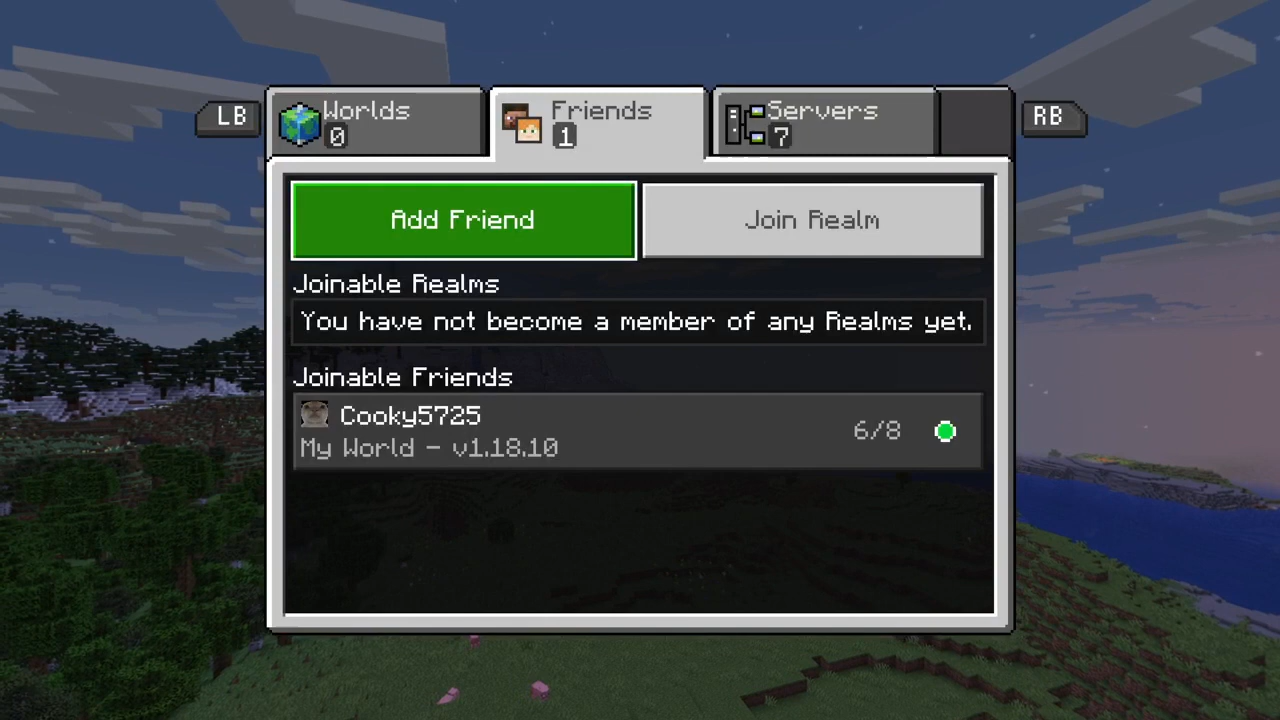 LB
Worlds
0
Friends
1
Servers
7
RB
Add Friend
Join Realm
Joinable Realms
You have not become a member of any Realms yet.
Joinable Friends
Cooky5725
My World - v1.18.10
6/8